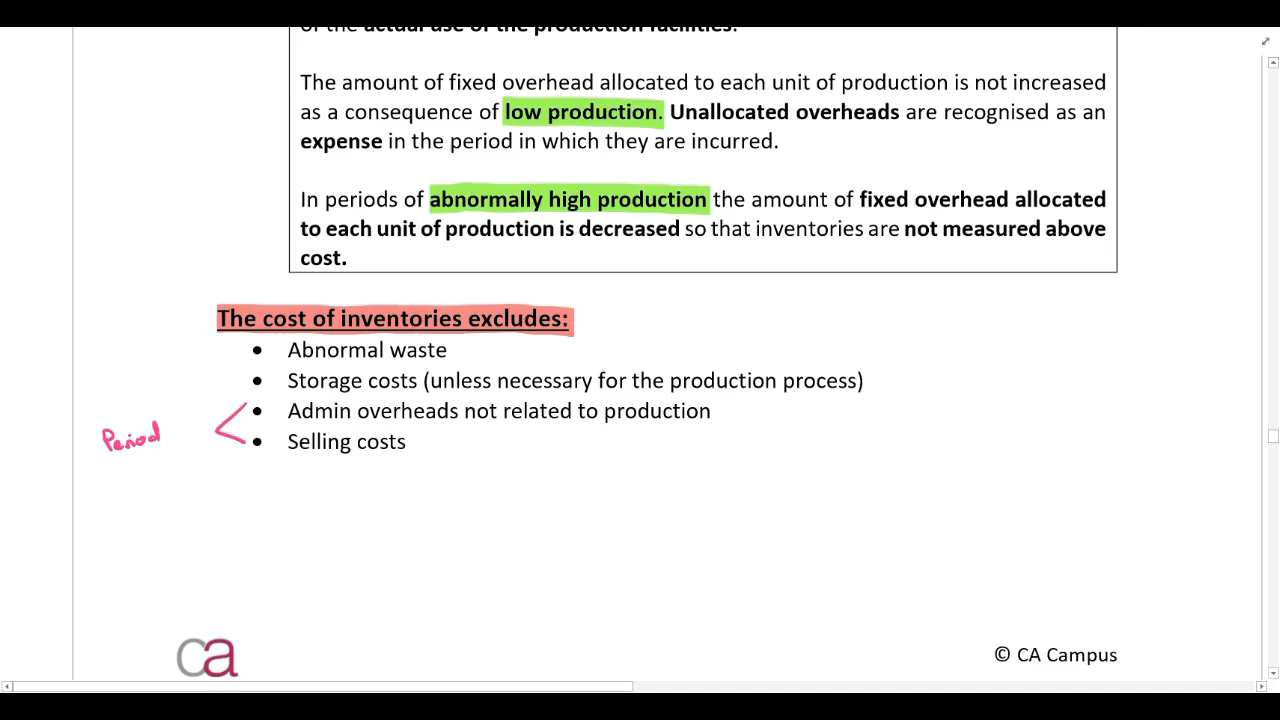 of the actual use of the production facilities.
The amount of fixed overhead allocated to each unit of production is not increased
as a consequence of low production. Unallocated overheads are recognised as an
expense in the period in which they are incurred.
In periods of abnormally high production the amount of fixed overhead allocated
to each unit of production is decreased so that inventories are not measured above
cost.
The cost of inventories excludes:
• Abnormal waste
• Storage costs (unless necessary for the production process)
• Admin overheads not related to production
Period
• Selling costs
ca
© CA Campus